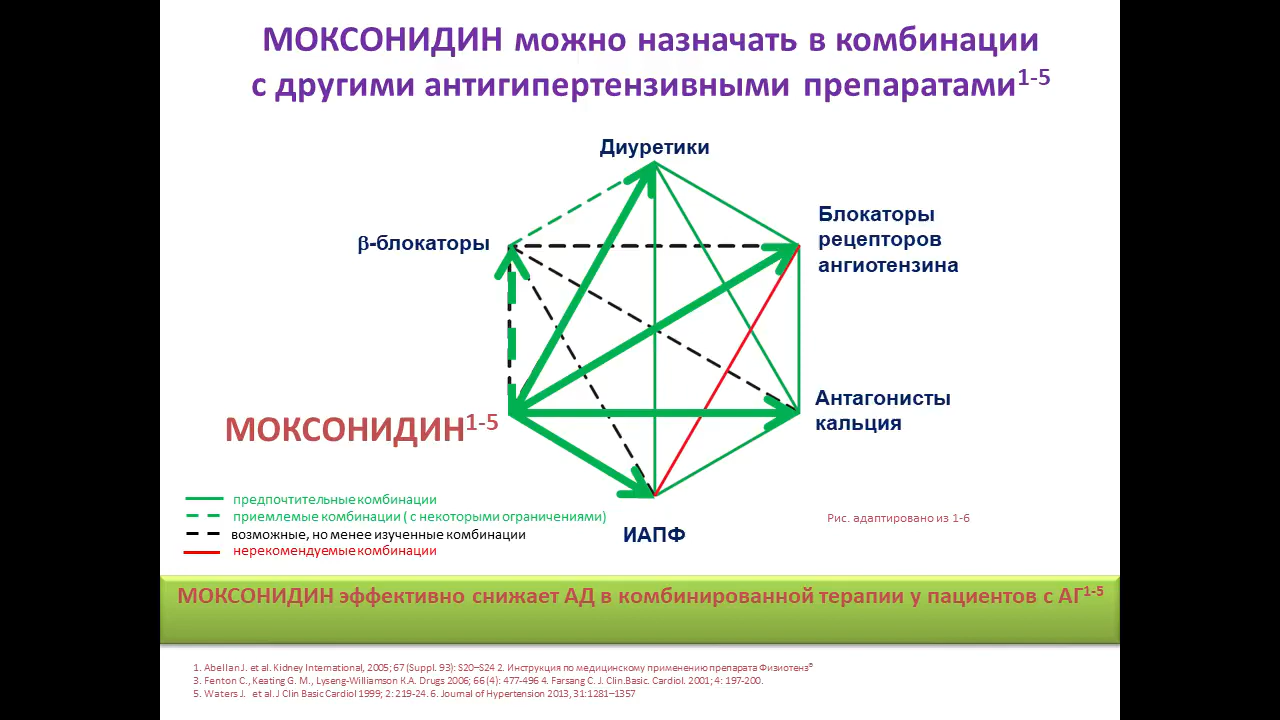 МОКСОНИДИН можно назначать в комбинации
с другими антигипертензивными препаратами1-5
Диуретики
Блокаторы
рецепторов
ангиотензина
β-блокаторы
Антагонисты
кальция
МОКСОНИДИН1-5
ИАПФ
предпочтительные комбинации
приемлемые комбинации ( с некоторыми ограничениями)
возможные, но менее изученные комбинации
нерекомендуемые комбинации
Рис. адаптировано из 1-6
МОКСОНИДИН эффективно снижает АД в комбинированной терапии у пациентов с АГ1-5
1. Abellan J. et al. Kidney International, 2005; 67 (Suppl. 93): S20–S24 2. Инструкция по медицинскому применению препарата Физиотенз®
3. Fenton C., Keating G. M., Lyseng-Williamson K.A. Drugs 2006; 66 (4): 477-496 4. Farsang C. J. Clin.Basic. Cardiol. 2001; 4: 197-200.
5. Waters J. et al. J Clin Basic Cardiol 1999; 2: 219-24. 6. Journal of Hypertension 2013, 31:1281–1357